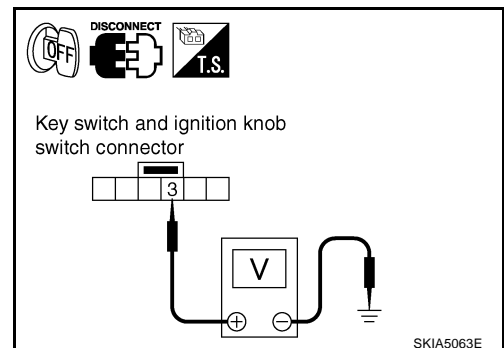 OFF
DISCONNECT
T.S.
Key switch and ignition knob
switch connector
3
V
+ −
SKIA5063E